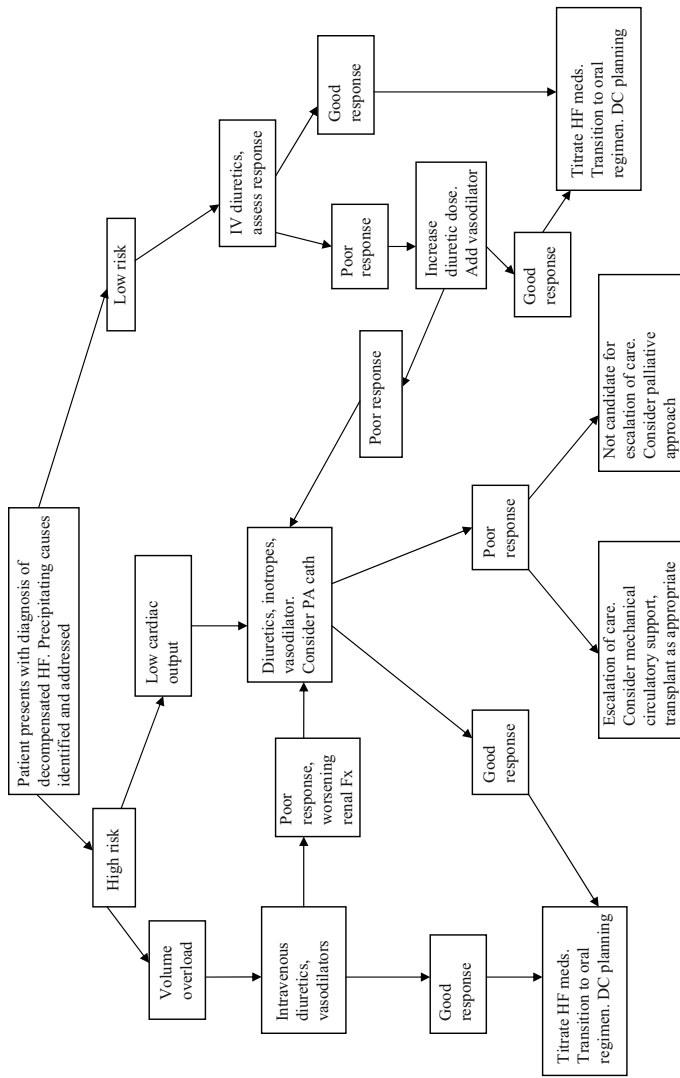 Patient presents with diagnosis of
decompensated HF. Precipitating causes
identified and addressed
High risk
Low risk
Volume
overload
Low cardiac
output
IV diuretics,
assess response
Intravenous
diuretics,
vasodilators
Poor
response,
worsening
renal Fx
Diuretics, inotropes,
vasodilator.
Consider PA cath
Poor response
Poor
response
Good
response
Increase
diuretic dose.
Add vasodilator
Good
response
Good
response
Good
response
Poor
response
Titrate HF meds.
Transition to oral
regimen. DC planning
Escalation of care.
Consider mechanical
circulatory support,
transplant as appropriate
Not candidate for
escalation of care.
Consider palliative
approach
Titrate HF meds.
Transition to oral
regimen. DC planning